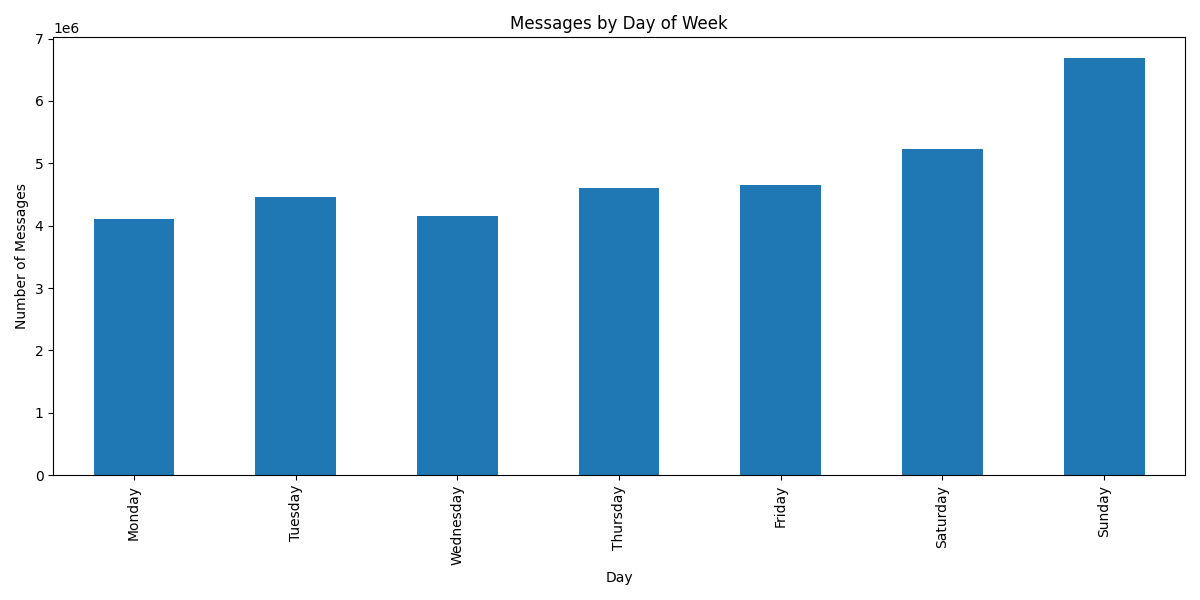 Messages by Day of Week
1e6
7
6
5
4
3
2
1
0
Number of Messages
Monday
Tuesday
Wednesday
Thursday
Friday
Saturday
Sunday
Day